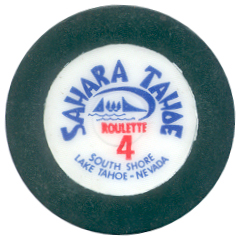 SAHARA TAHOE
ROULETTE
4
SOUTH SHORE
LAKE TAHOE-NEVADA